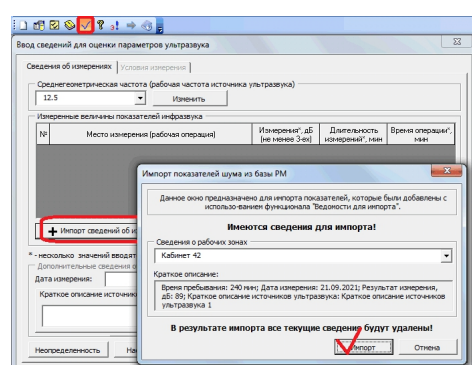 Ввод сведений для оценки параметров ультразвука
Сведения об измерениях Условия измерения
Среднегеометрическая частота (рабочая частота источника ультразвука)
12.5 Изменить
Измеренные величины показателей инфразвука
№ Место измерения (рабочая операция) Измерения*, дБ (не менее 3-ех) Длительность измерений*, мин Время операции*, мин
Импорт показателей шума из базы РМ
Данное окно предназначено для импорта показателей, которые были добавлены с
использо-ванием функционала "Ведомости для импорта".
Имеются сведения для импорта!
Сведения о рабочих зонах
Кабинет 42
Краткое описание:
Время пребывания: 240 мин; Дата измерения: 21.09.2021; Результат измерения,
дБ: 89; Краткое описание источников ультразвука: Краткое описание источников
ультразвука 1
В результате импорта все текущие сведения будут удалены!
Импорт Отмена
Импорт сведений об и
* - несколько значений вводят
Дополнительные сведения о
Дата измерения:
Краткое описание источник
Неопределенность На